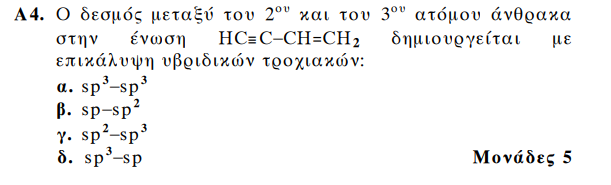 Α4. Ο δεσμός μεταξύ του 2ου και του 3ου ατόμου άνθρακα
στην ένωση HC≡C–CH=CH₂ δημιουργείται με
επικάλυψη υβριδικών τροχιακών:
α. sp³–sp³
β. sp–sp²
γ. sp²–sp³
δ. sp³–sp
Μονάδες 5